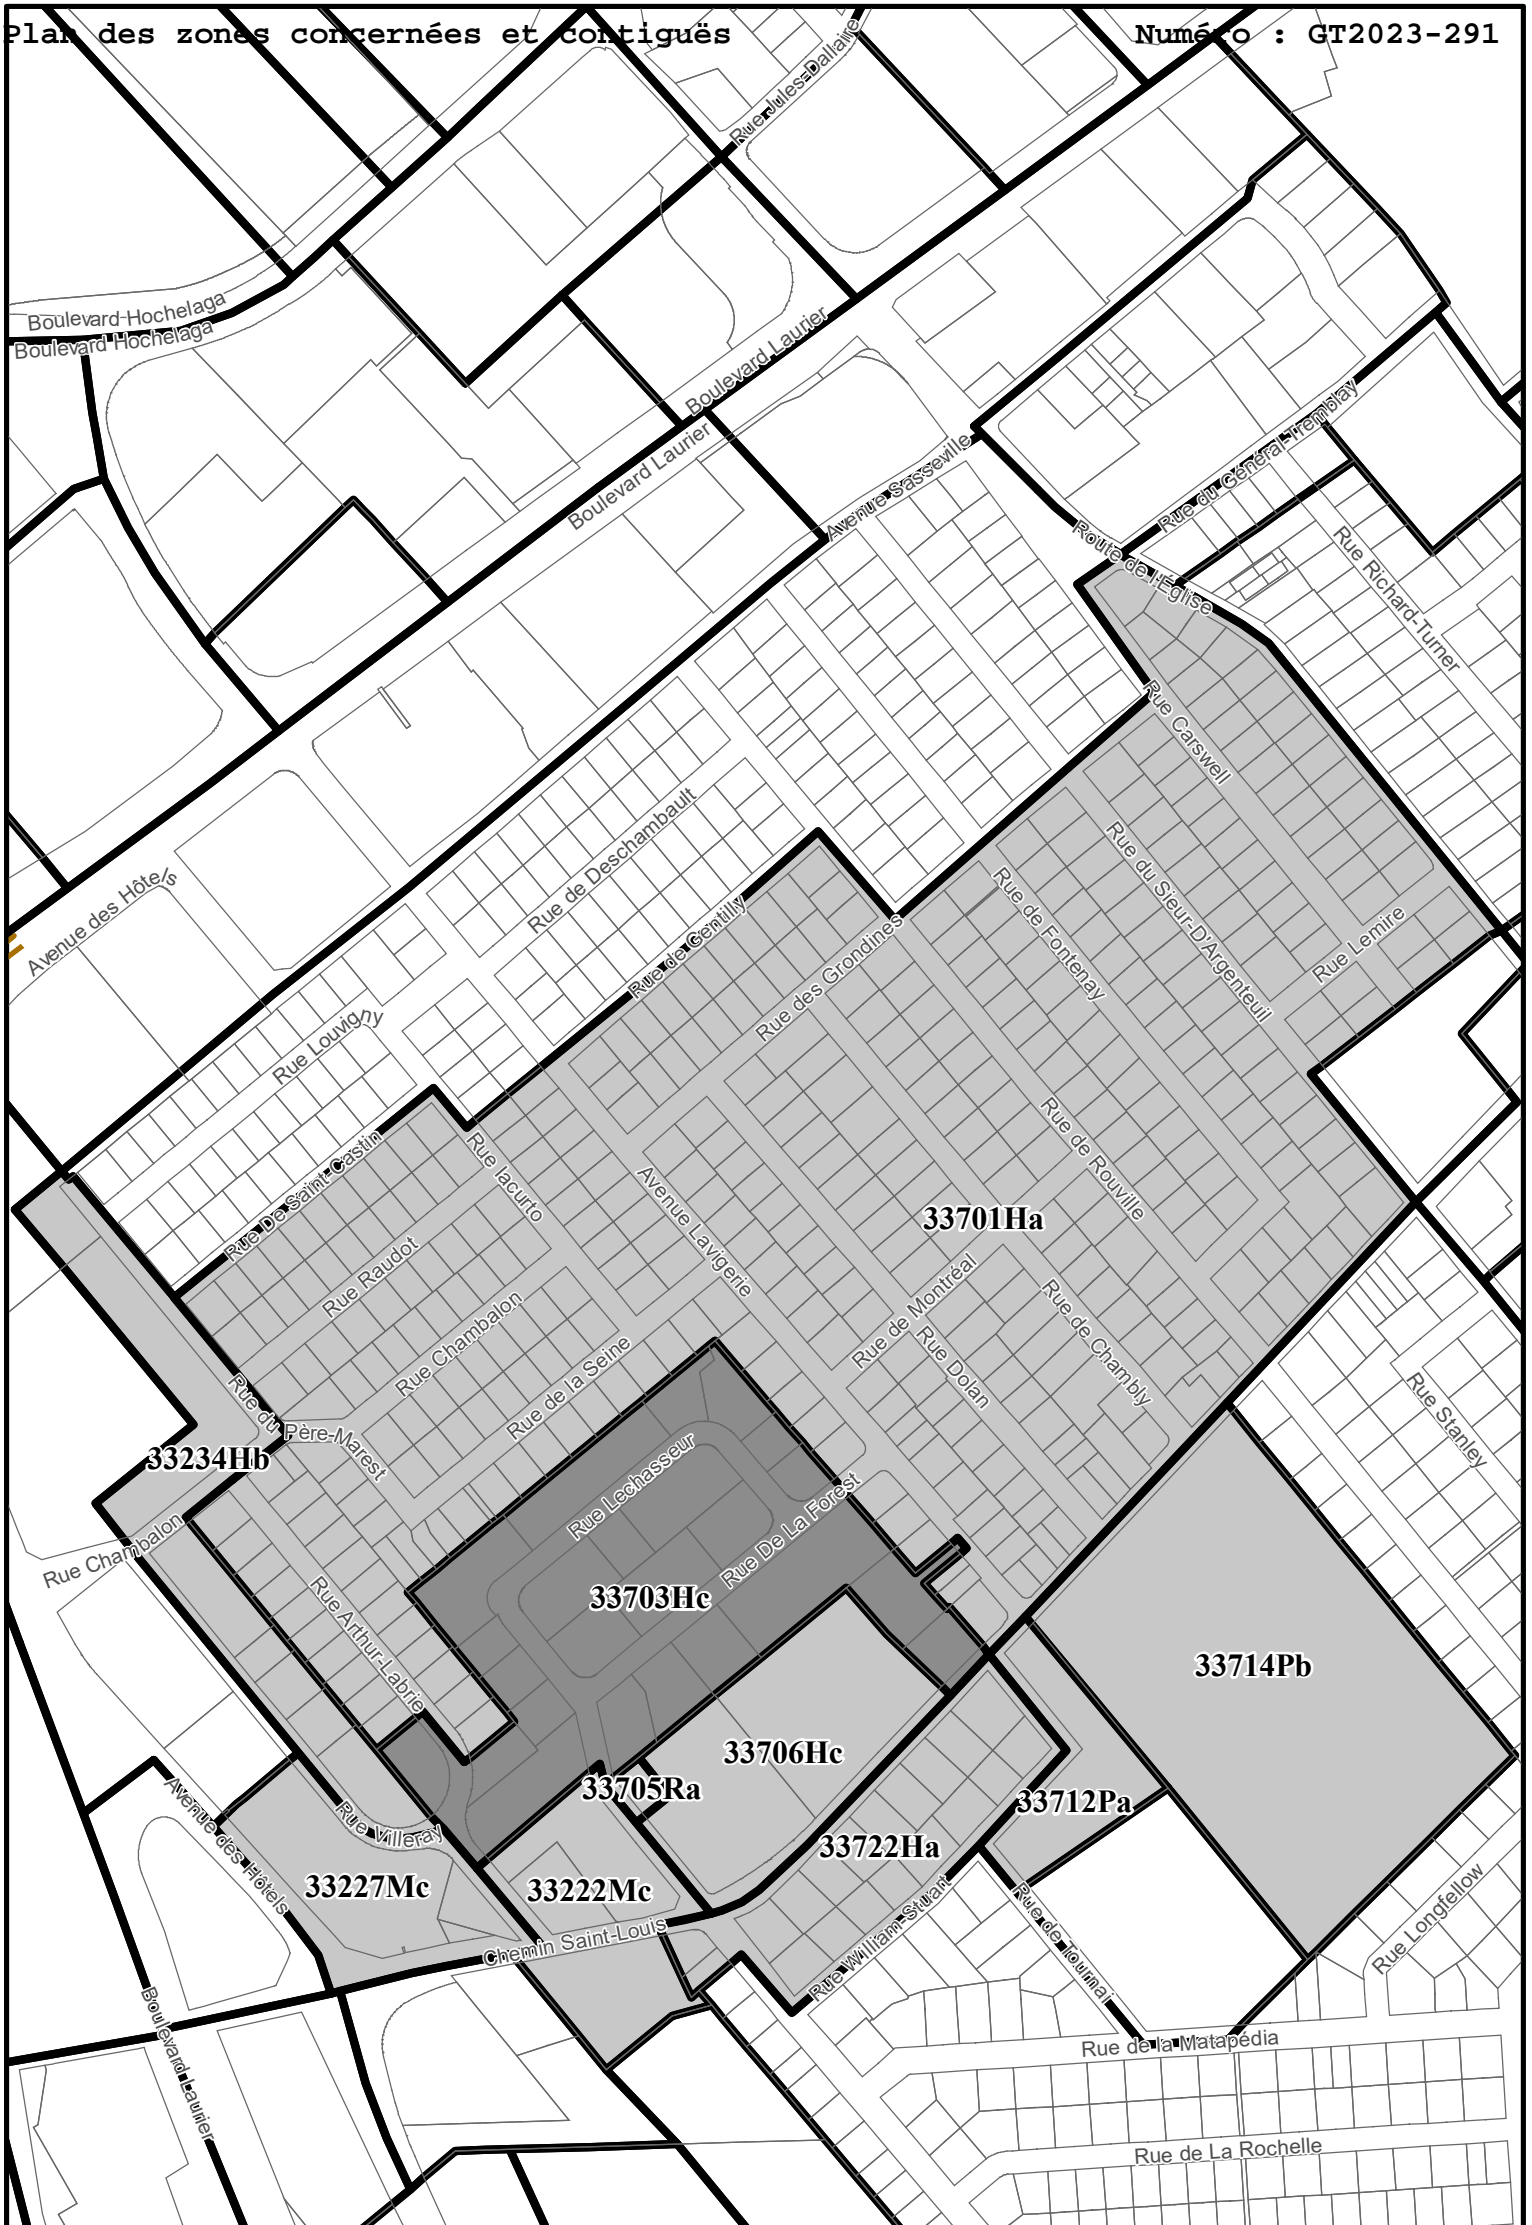 Plan des zones concernées et contiguës
Numéro : GT2023-291
Rue Jules-Dallaire
Boulevard Hochelaga
Boulevard Hochelaga
Boulevard Laurier
Boulevard Laurier
Avenue Sasseville
Rue du Général-Tremblay
Route de l'Église
Rue Richard-Turner
Rue Carswell
Rue de Deschambault
Avenue des Hôtels
Rue du Sieur-D'Argenteuil
Rue de Fontenay
Rue de Gentilly
Rue des Grondines
Rue Lemire
Rue Louvigny
Rue De Saint-Castin
Rue Iacurto
Rue de Rouville
Avenue Lavigerie
33701Ha
Rue Raudot
Rue Chambalon
Rue de Montréal
Rue de Chambly
Rue de la Seine
Rue Dolan
Rue du Père-Marest
33234Hb
Rue Stanley
Rue Lechasseur
Rue De La Forest
Rue Chambalon
33703Hc
Rue Arthur-Labrie
33714Pb
33706Hc
33705Ra
33712Pa
Avenue des Hôtels
Rue Villeray
33722Ha
33227Mc
33222Mc
Chemin Saint-Louis
Rue William-Stuart
Rue de Tournai
Rue Longfellow
Boulevard Laurier
Rue de la Matapédia
Rue de La Rochelle